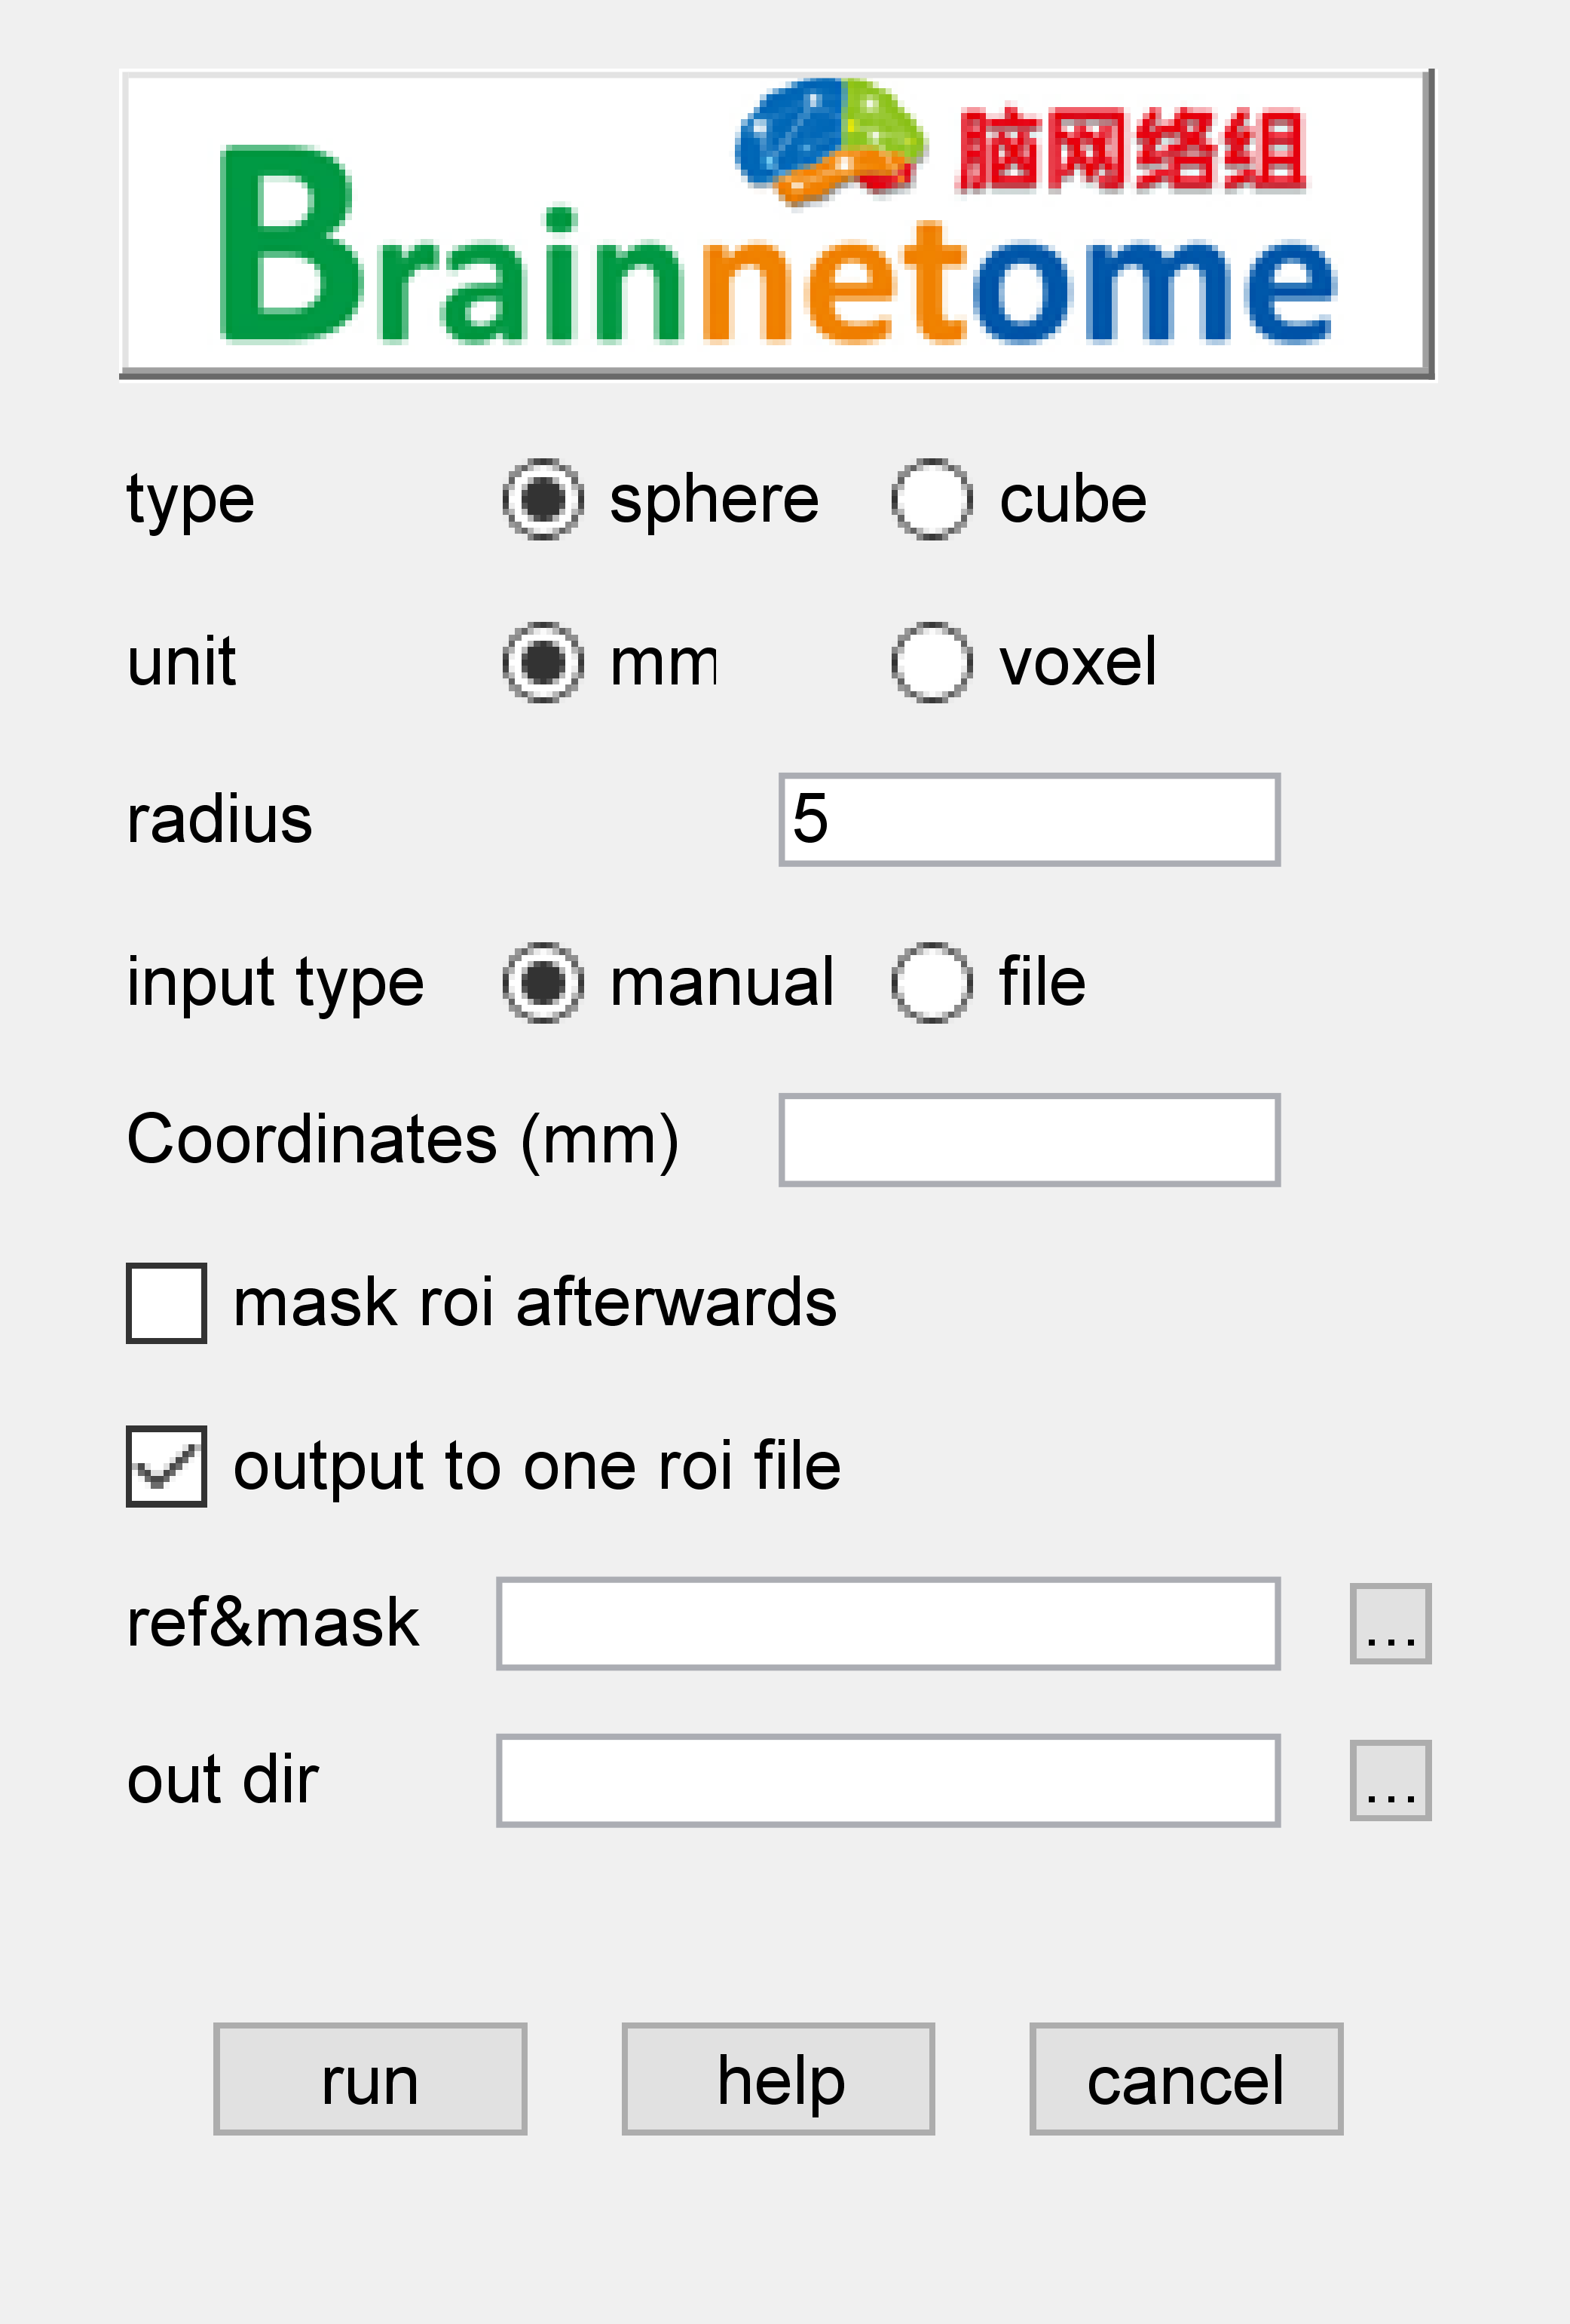 脑网络组
Brainnetome
type sphere cube
unit mm voxel
radius 5
input type manual file
Coordinates (mm)
mask roi afterwards
output to one roi file
ref&mask ...
out dir ...
run help cancel